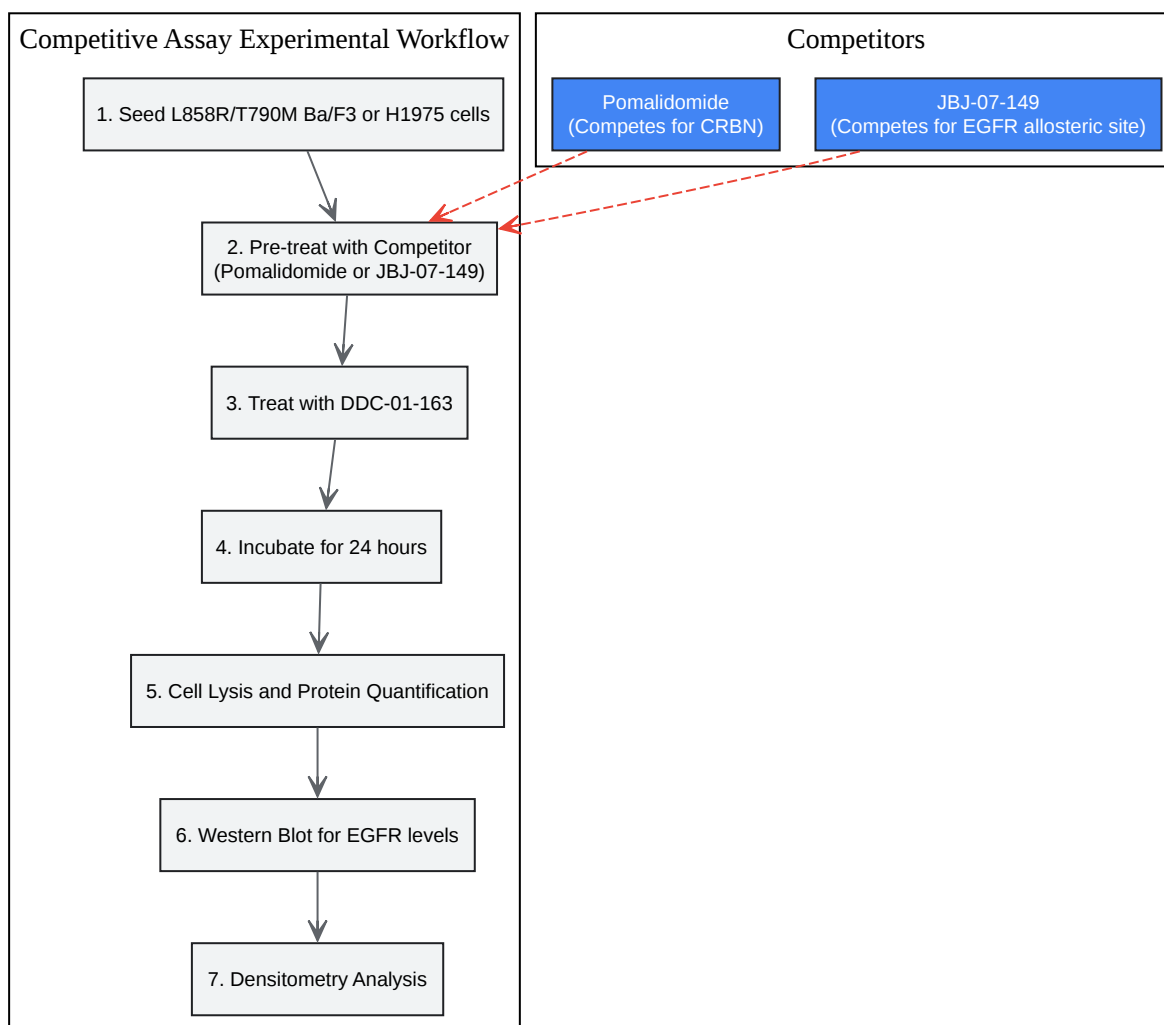 Competitive Assay Experimental Workflow
1. Seed L858R/T790M Ba/F3 or H1975 cells
2. Pre-treat with Competitor
(Pomalidomide or JBJ-07-149)
3. Treat with DDC-01-163
4. Incubate for 24 hours
5. Cell Lysis and Protein Quantification
6. Western Blot for EGFR levels
7. Densitometry Analysis
Competitors
Pomalidomide
(Competes for CRBN)
JBJ-07-149
(Competes for EGFR allosteric site)